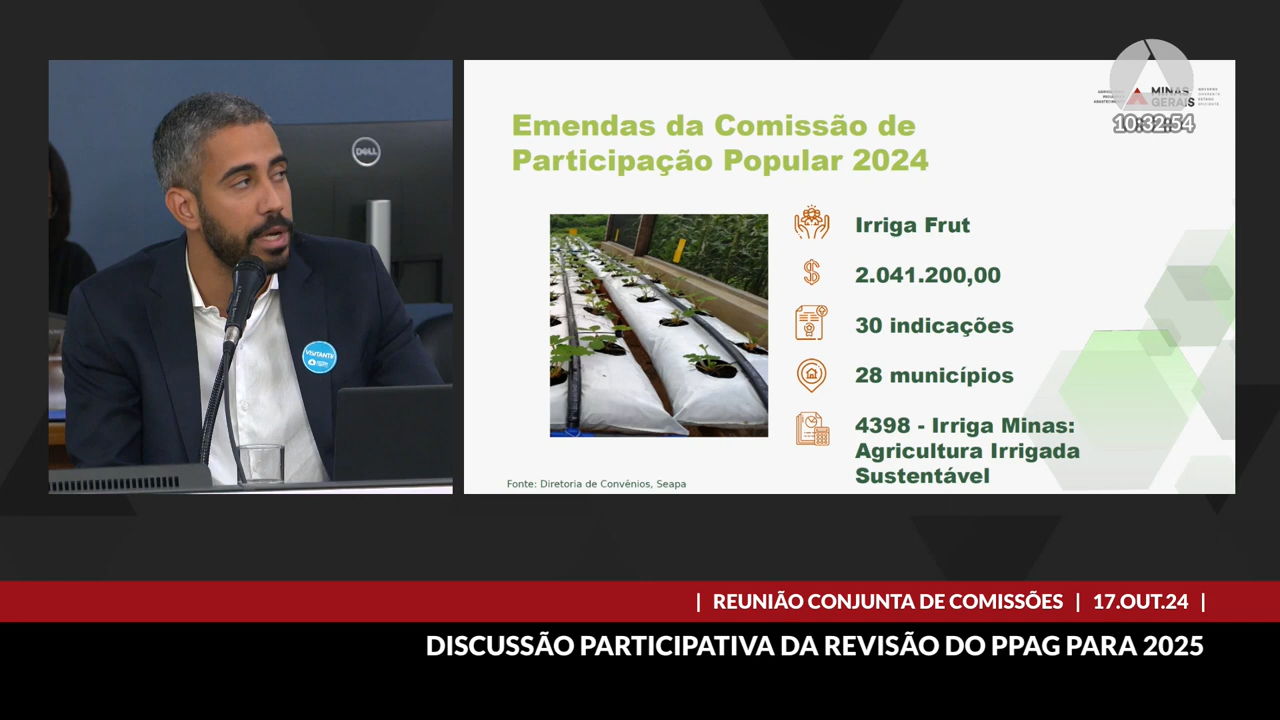 DELL
VISITANTE
Emendas da Comissão de
Participação Popular 2024
MINAS
GERAIS
10:32:54
Irriga Frut
2.041.200,00
30 indicações
28 municípios
4398 - Irriga Minas:
Agricultura Irrigada
Sustentável
Fonte: Diretoria de Convênios, Seapa
| REUNIÃO CONJUNTA DE COMISSÕES | 17.OUT.24 |
DISCUSSÃO PARTICIPATIVA DA REVISÃO DO PPAG PARA 2025